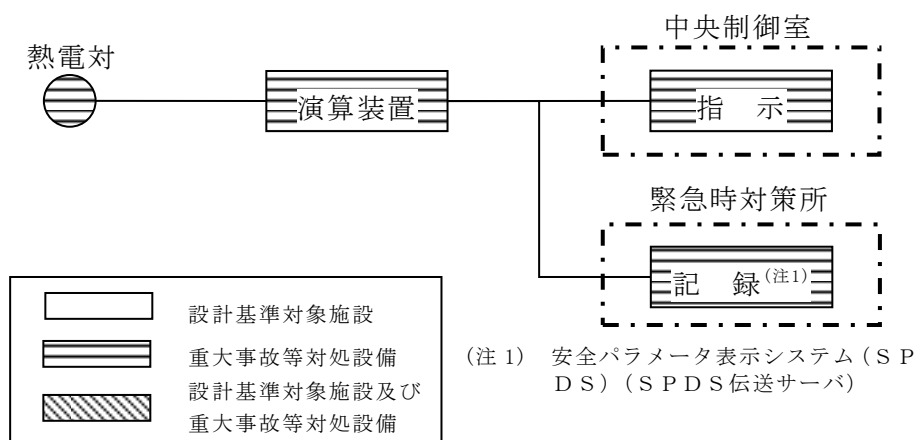 中央制御室
熱電対
演算装置
指　示
緊急時対策所
記　録(注1)
設計基準対象施設
重大事故等対処設備
設計基準対象施設及び
重大事故等対処設備
(注1)　安全パラメータ表示システム(ＳＰ
ＤＳ)(ＳＰＤＳ伝送サーバ)